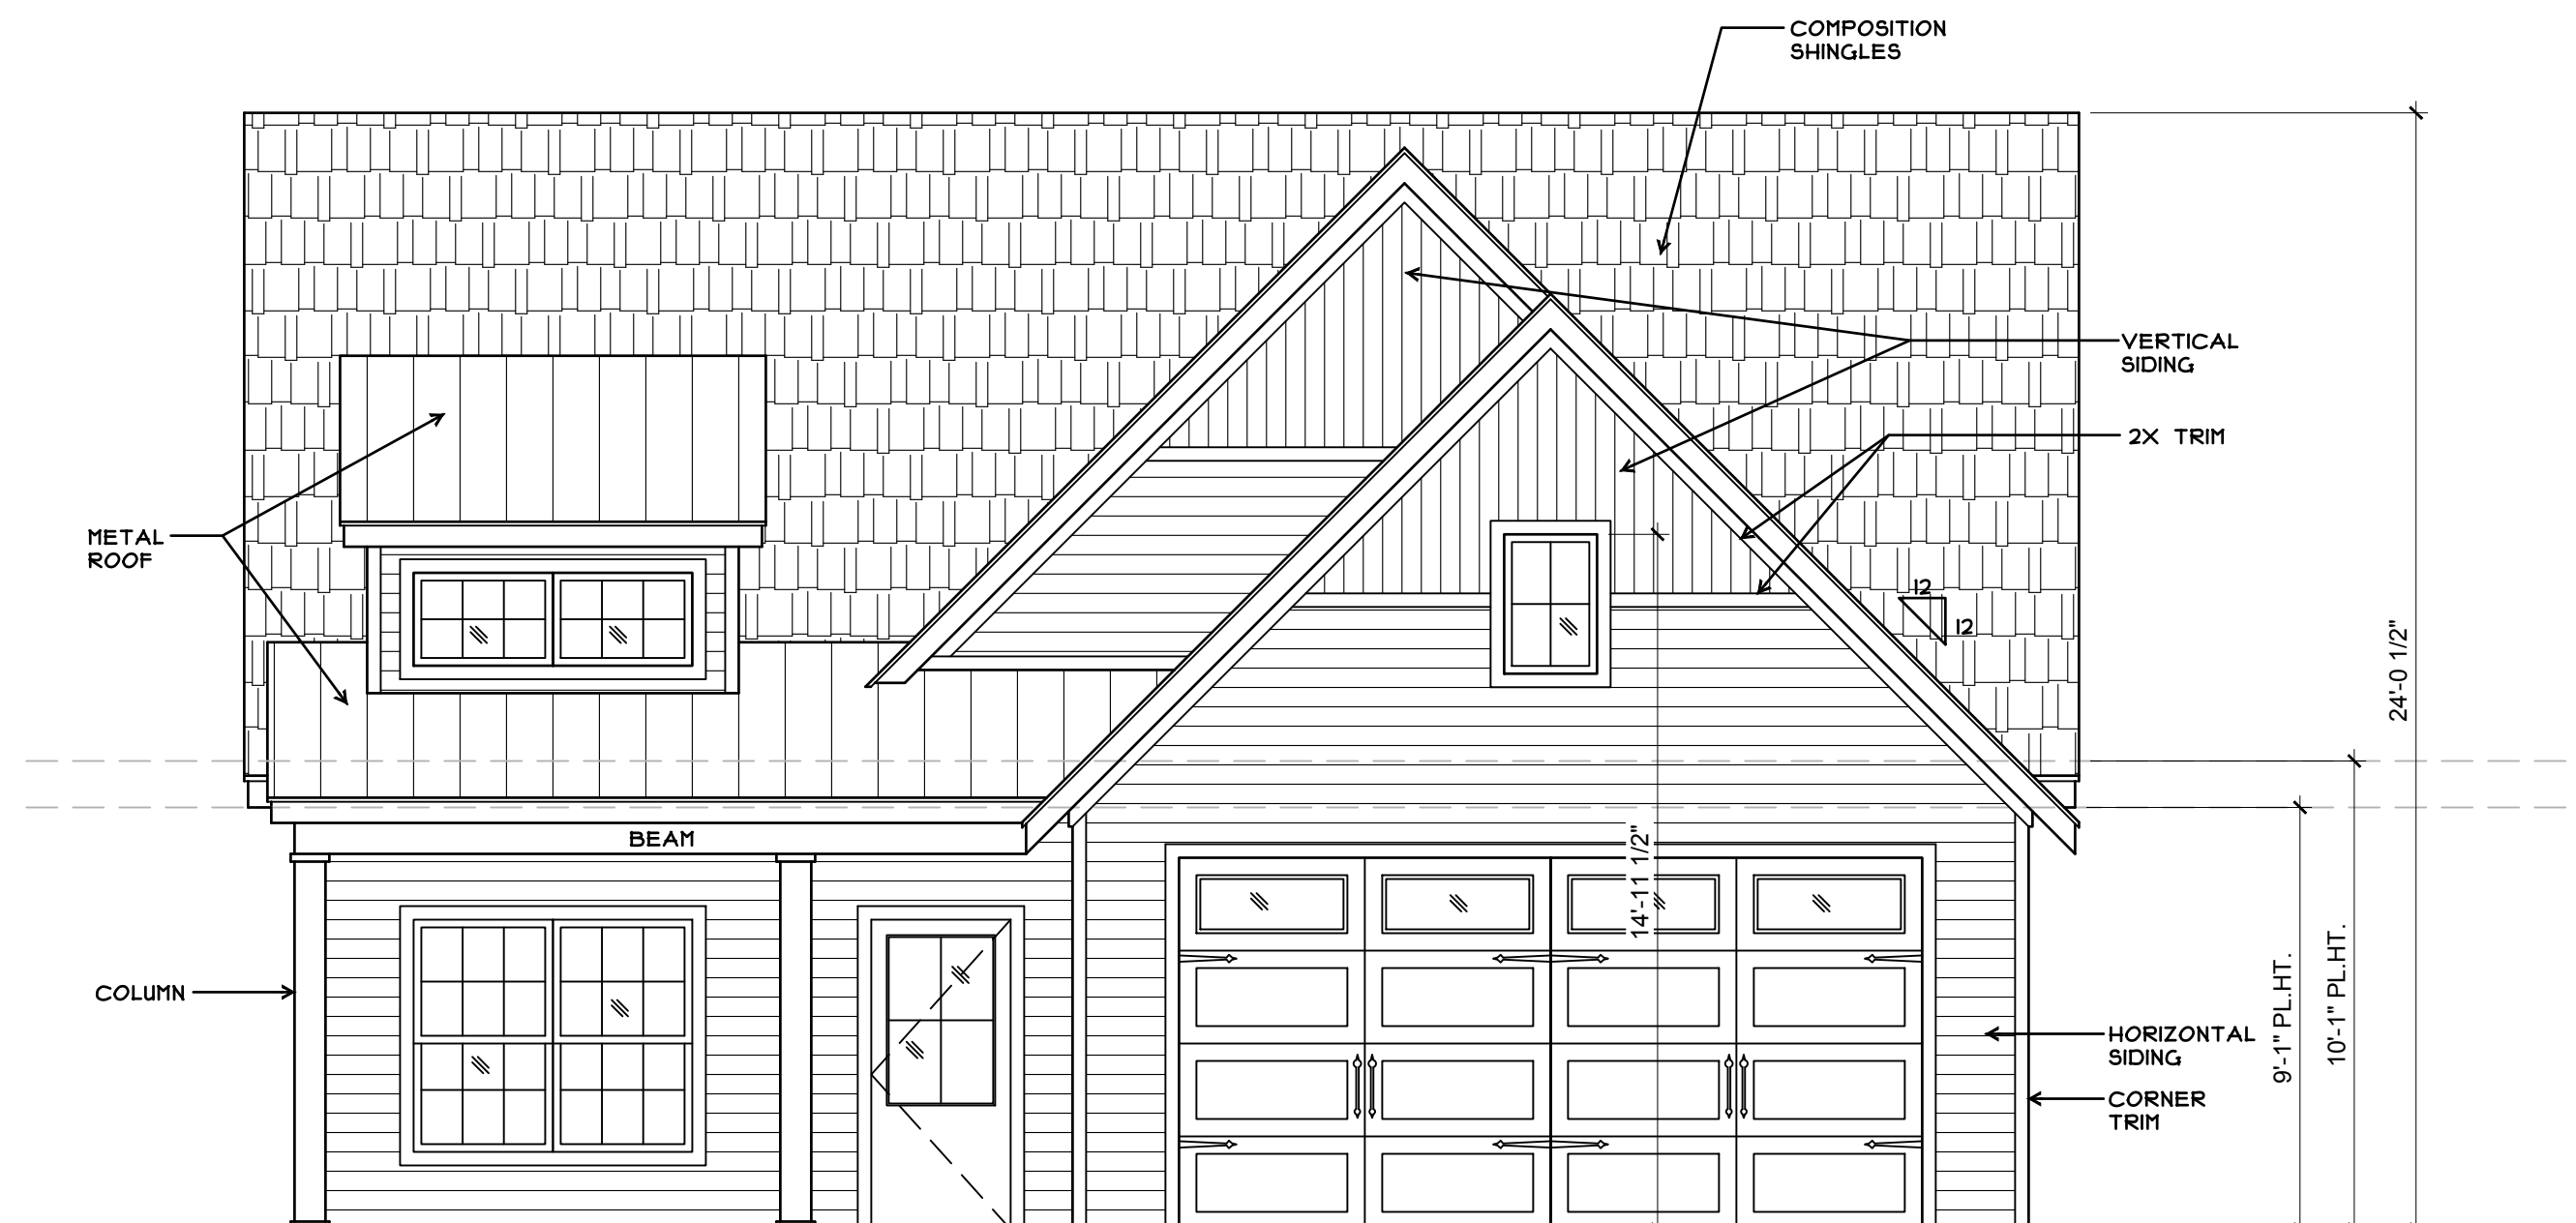 COMPOSITION
SHINGLES
VERTICAL
SIDING
2X TRIM
METAL
ROOF
12
12
24'-0 1/2"
BEAM
14'-11 1/2"
COLUMN
9'-1" PL.HT.
10'-1" PL.HT.
HORIZONTAL
SIDING
CORNER
TRIM